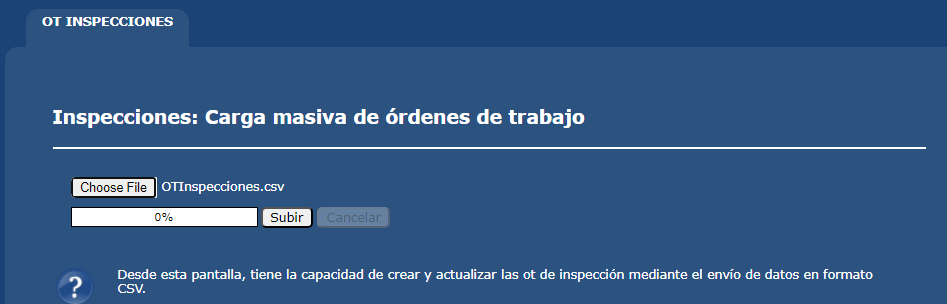 OT INSPECCIONES
Inspecciones: Carga masiva de órdenes de trabajo
Choose File OTInspecciones.csv
0% Subir Cancelar
? Desde esta pantalla, tiene la capacidad de crear y actualizar las ot de inspección mediante el envío de datos en formato
CSV.